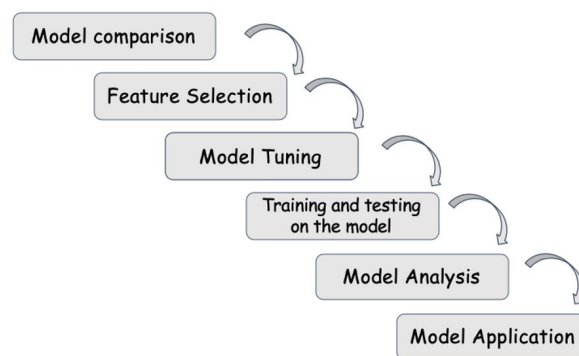 Model comparison
Feature Selection
Model Tuning
Training and testing
on the model
Model Analysis
Model Application